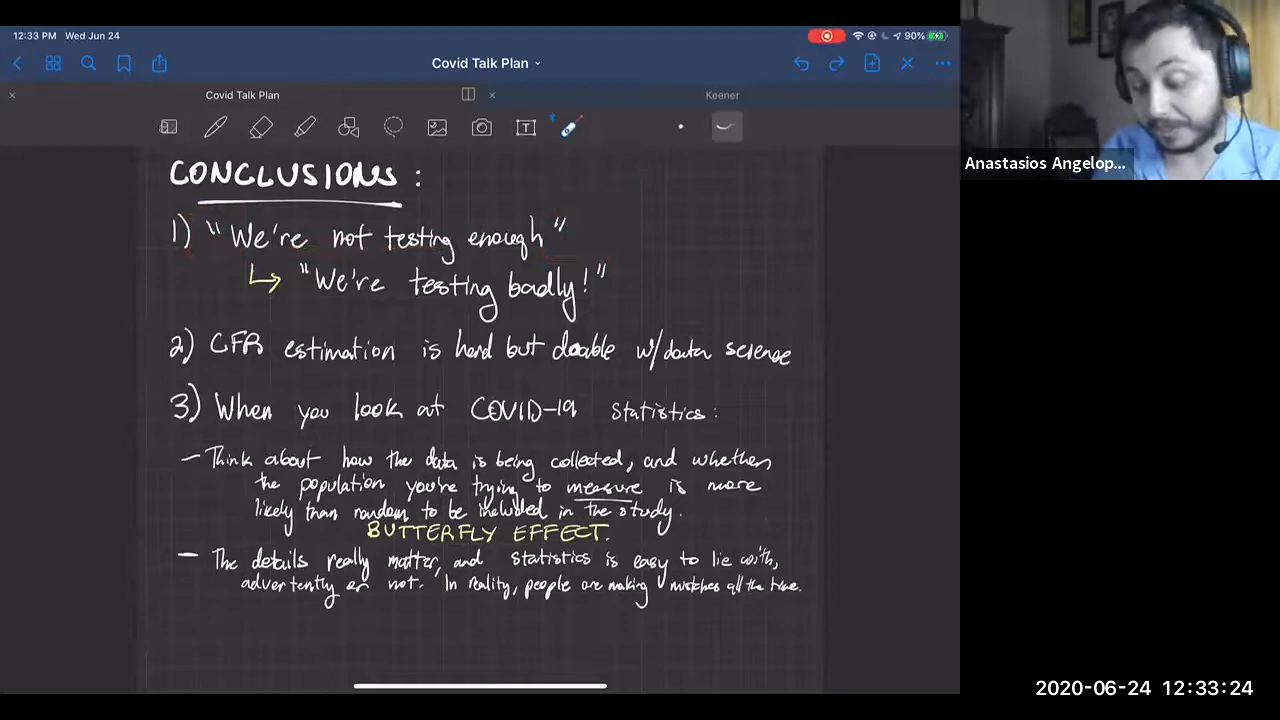 12:33 PM Wed Jun 24
90%
Covid Talk Plan
Covid Talk Plan
Keener
T
Anastasios Angelop...
CONCLUSIONS:
1) "We're not testing enough"
"We're testing badly!"
2) CFR estimation is hard but doable w/ data science
3) When you look at COVID-19 statistics:
- Think about how the data is being collected, and whether
the population you're trying to measure is more
likely than random to be included in the study.
BUTTERFLY EFFECT.
- The details really matter, and statistics is easy to lie with,
advertently or not. In reality, people are making mistakes all the time.
2020-06-24 12:33:24